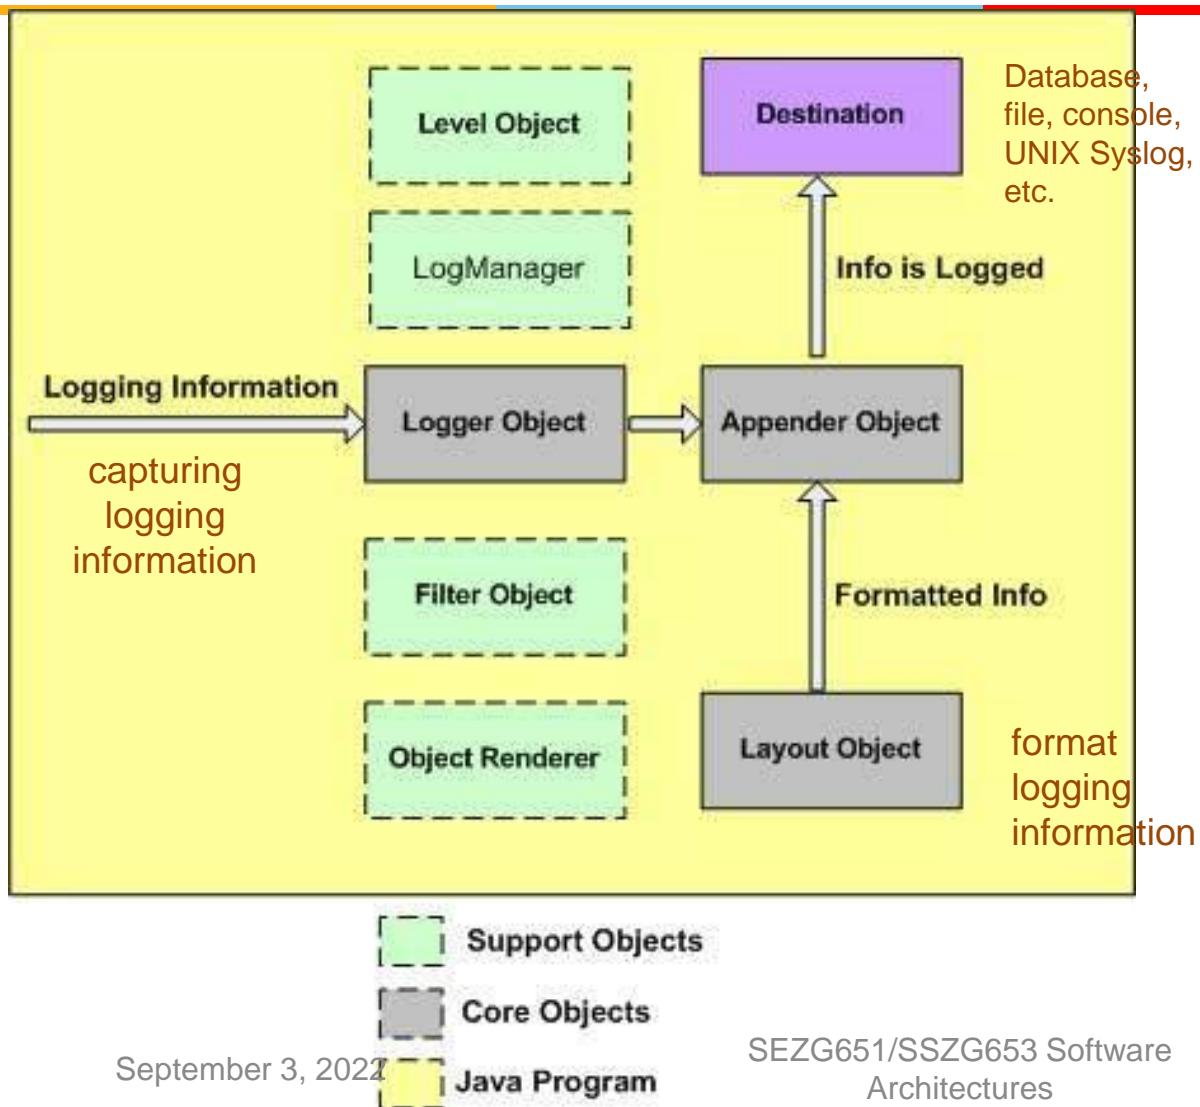 Level Object
Destination
Database,
file, console,
UNIX Syslog,
etc.
LogManager
Info is Logged
Logging Information
Logger Object
Appender Object
capturing
logging
information
Filter Object
Formatted Info
Object Renderer
Layout Object
format
logging
information
Support Objects
Core Objects
Java Program
September 3, 2022
SEZG651/SSZG653 Software
Architectures